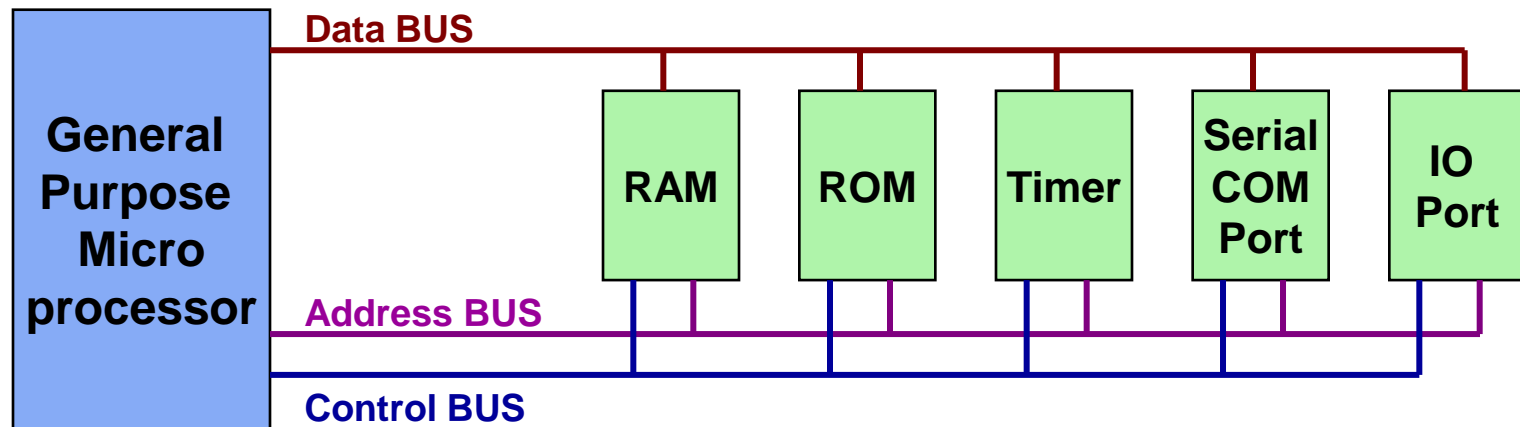 Data BUS
General
Purpose
Micro
processor
RAM
ROM
Timer
Serial
COM
Port
IO
Port
Address BUS
Control BUS